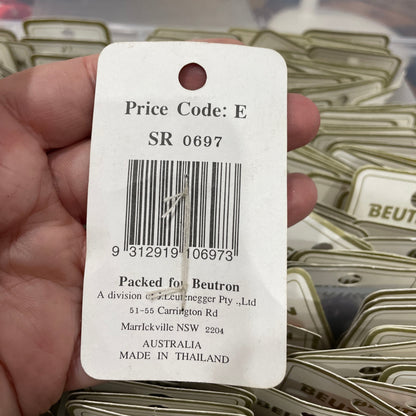 Price Code: E
SR 0697
9 312919 106973
Packed for Beutron
A division of J.Leutenegger Pty .,Ltd
51-55 Carrington Rd
MarrIckville NSW 2204
AUSTRALIA
MADE IN THAILAND
BEUT
BEUTRON